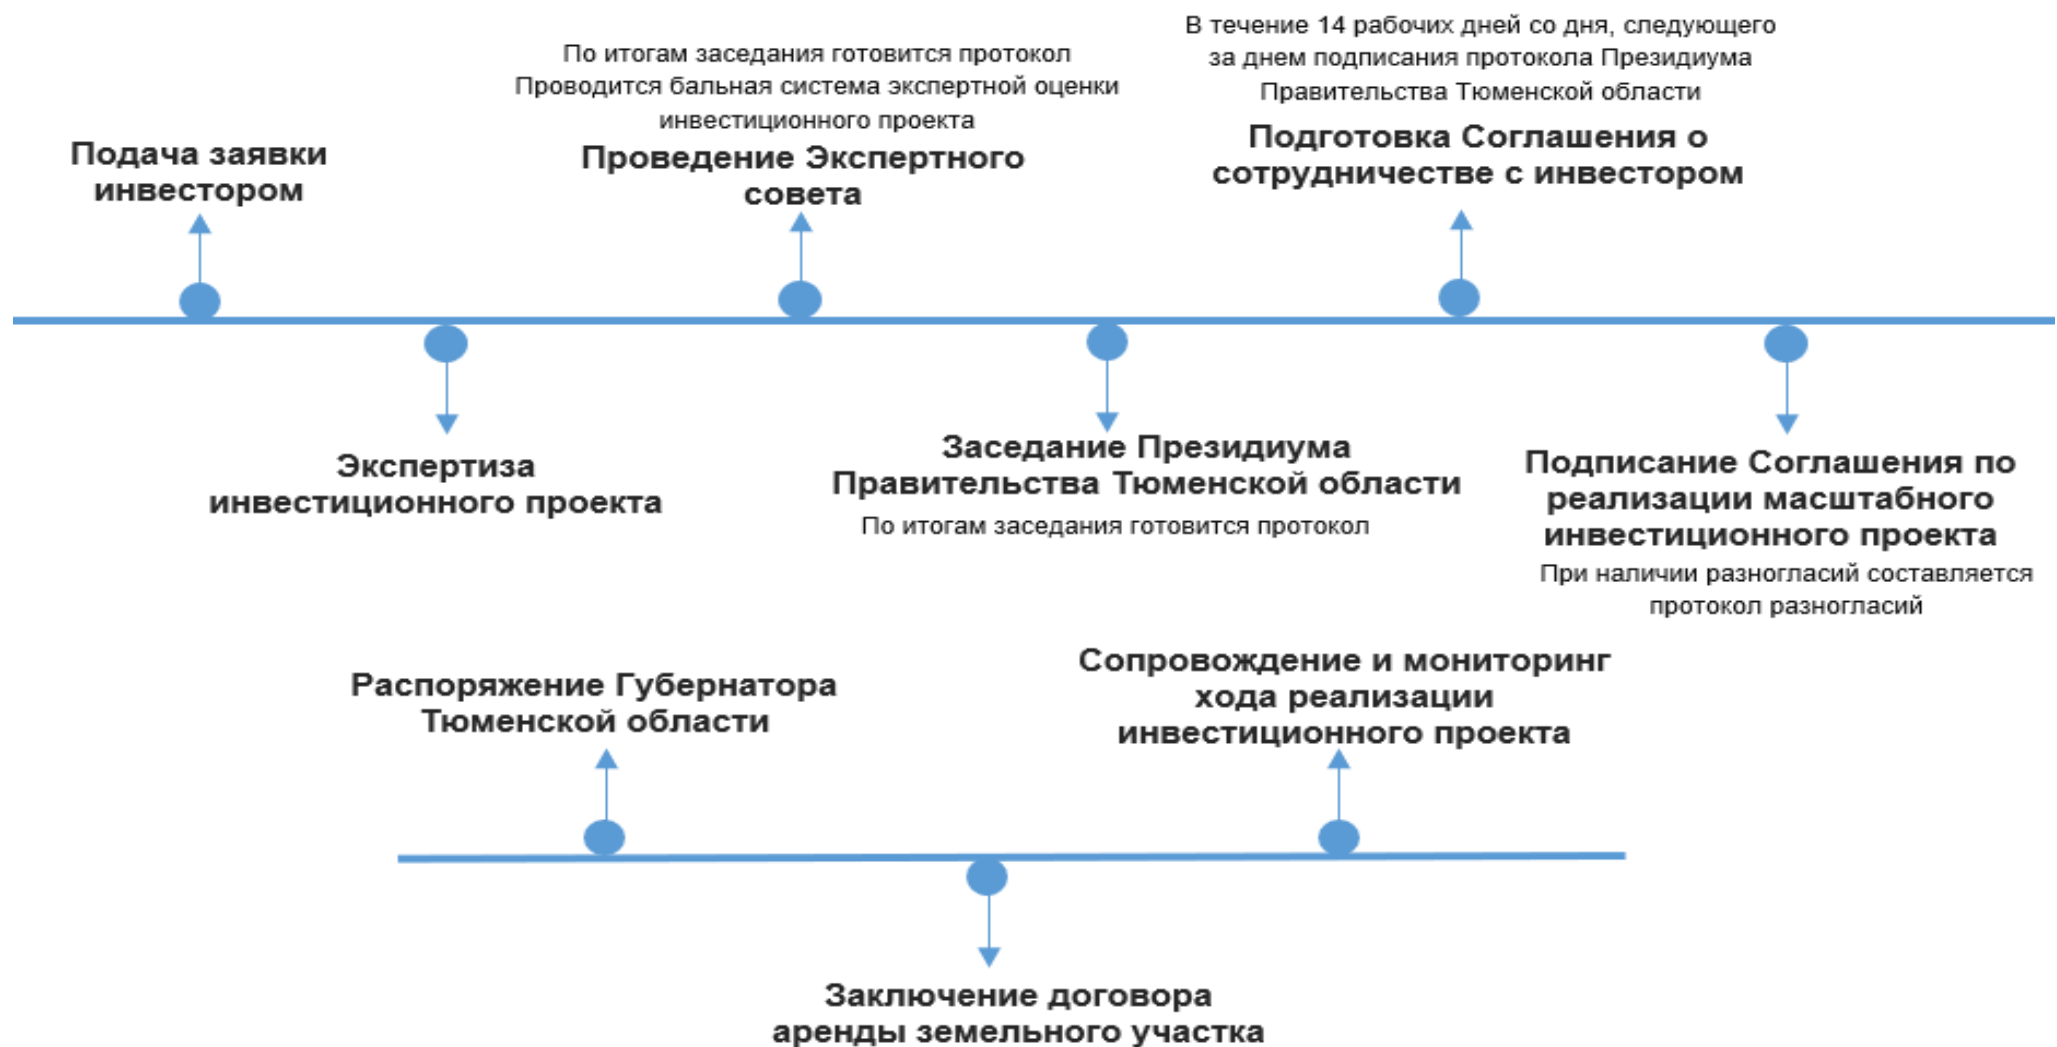 Подача заявки
инвестором
По итогам заседания готовится протокол
Проводится бальная система экспертной оценки
инвестиционного проекта
Проведение Экспертного
совета
В течение 14 рабочих дней со дня, следующего
за днем подписания протокола Президиума
Правительства Тюменской области
Подготовка Соглашения о
сотрудничестве с инвестором
Экспертиза
инвестиционного проекта
Заседание Президиума
Правительства Тюменской области
По итогам заседания готовится протокол
Подписание Соглашения по
реализации масштабного
инвестиционного проекта
При наличии разногласий составляется
протокол разногласий
Распоряжение Губернатора
Тюменской области
Сопровождение и мониторинг
хода реализации
инвестиционного проекта
Заключение договора
аренды земельного участка